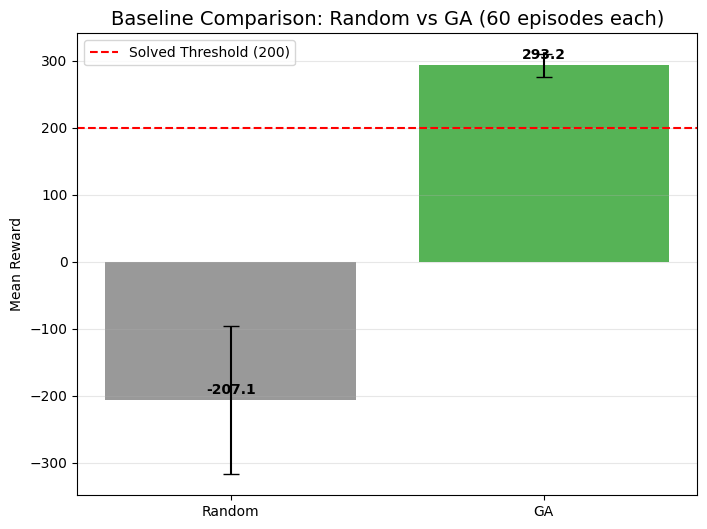 Baseline Comparison: Random vs GA (60 episodes each)
Solved Threshold (200)
Mean Reward
300
200
100
0
−100
−200
−300
293.2
-207.1
Random
GA